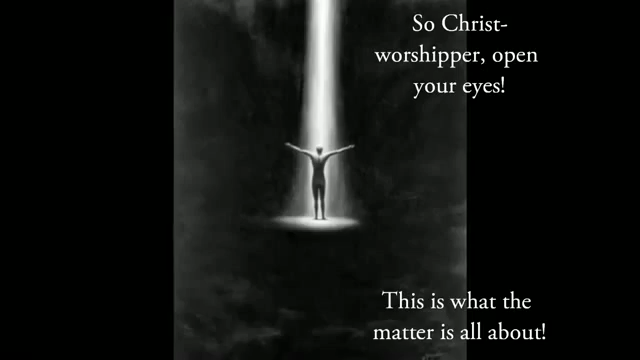 So Christ-
worshipper, open
your eyes!
This is what the
matter is all about!